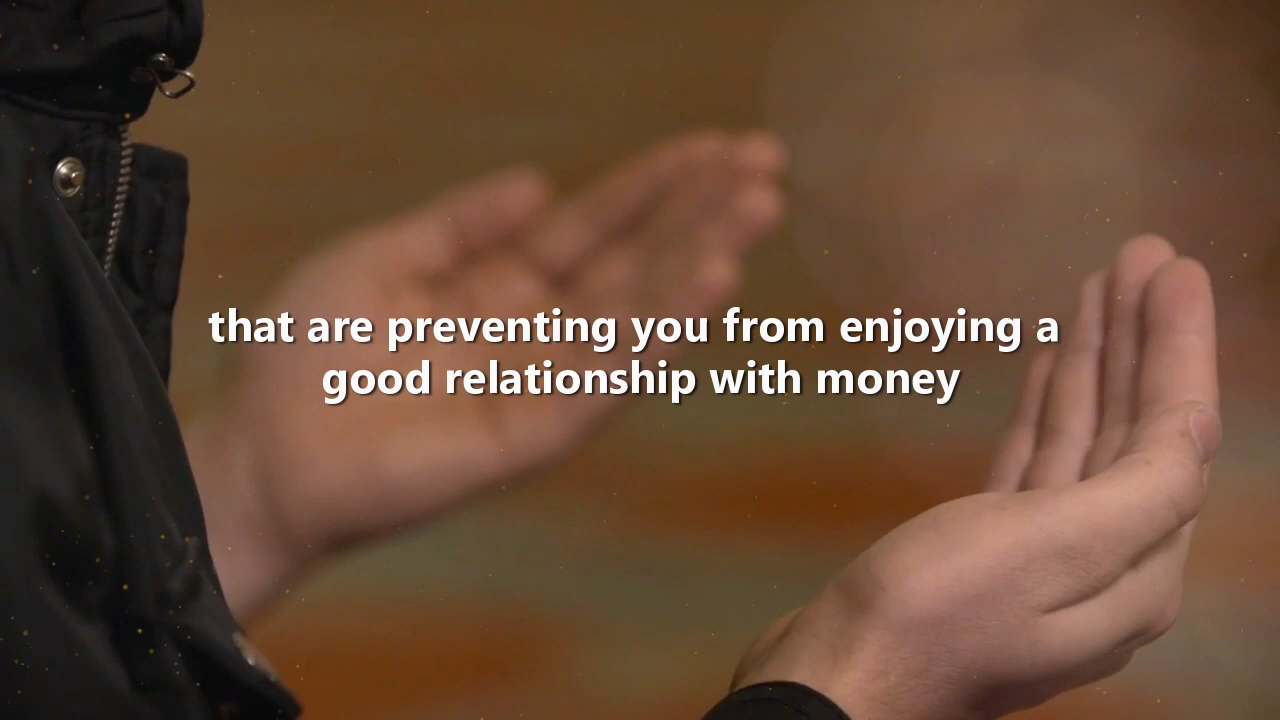 that are preventing you from enjoying a
good relationship with money